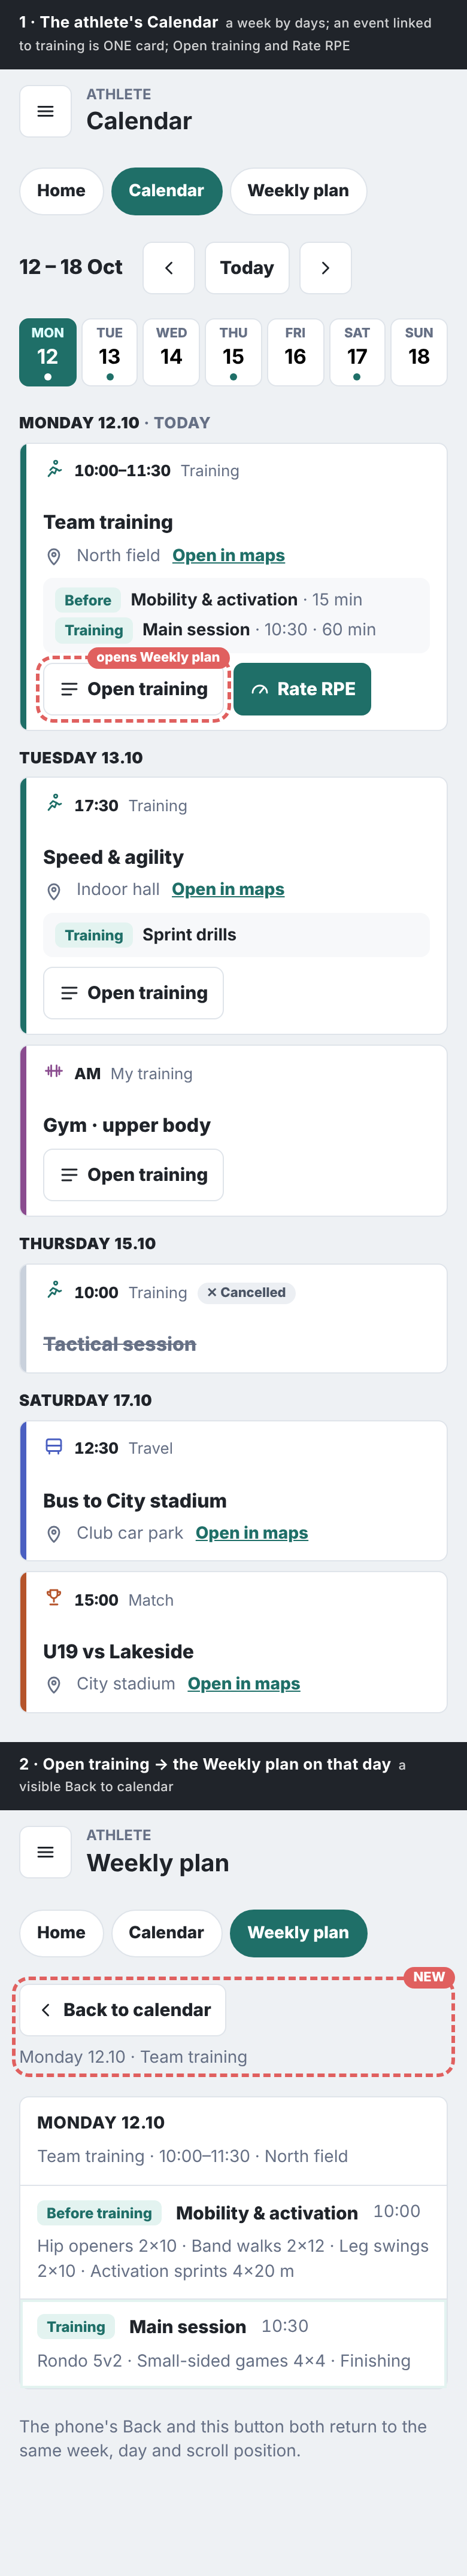 1 · The athlete's Calendar a week by days; an event linked
to training is ONE card; Open training and Rate RPE
ATHLETE
Calendar
Home Calendar Weekly plan
12 – 18 Oct Today
MON TUE WED THU FRI SAT SUN
12 13 14 15 16 17 18
MONDAY 12.10 · TODAY
10:00–11:30 Training
Team training
North field Open in maps
Before Mobility & activation · 15 min
Training Main session · 10:30 · 60 min
opens Weekly plan
Open training Rate RPE
TUESDAY 13.10
17:30 Training
Speed & agility
Indoor hall Open in maps
Training Sprint drills
Open training
AM My training
Gym · upper body
Open training
THURSDAY 15.10
10:00 Training × Cancelled
Tactical session
SATURDAY 17.10
12:30 Travel
Bus to City stadium
Club car park Open in maps
15:00 Match
U19 vs Lakeside
City stadium Open in maps
2 · Open training → the Weekly plan on that day a
visible Back to calendar
ATHLETE
Weekly plan
Home Calendar Weekly plan
NEW
Back to calendar
Monday 12.10 · Team training
MONDAY 12.10
Team training · 10:00–11:30 · North field
Before training Mobility & activation 10:00
Hip openers 2×10 · Band walks 2×12 · Leg swings
2×10 · Activation sprints 4×20 m
Training Main session 10:30
Rondo 5v2 · Small-sided games 4×4 · Finishing
The phone's Back and this button both return to the
same week, day and scroll position.